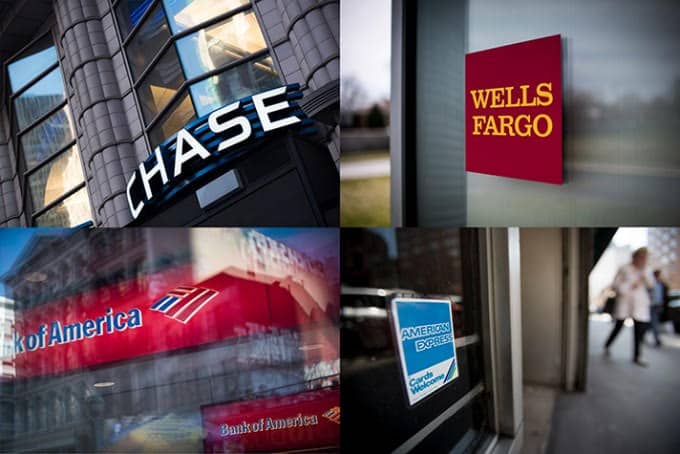 CHASE
WELLS
FARGO
k of America
Bank of America
AMERICAN
EXPRESS
Cards
Welcome